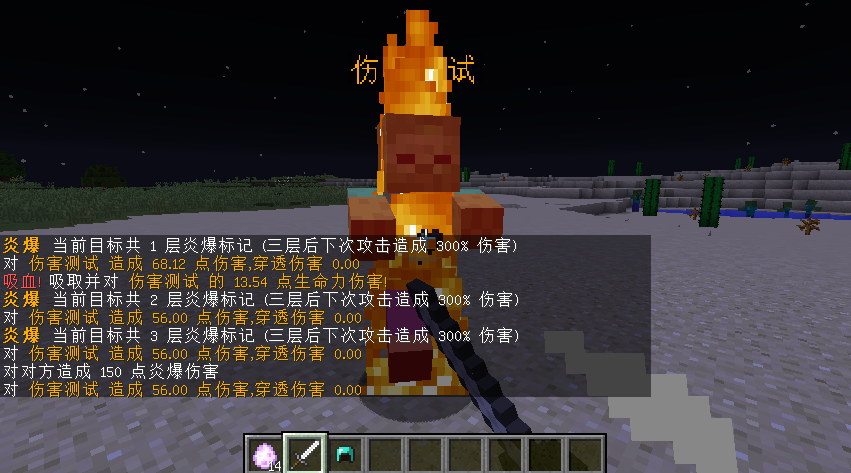 伤 试
炎爆 当前目标共 1 层炎爆标记 (三层后下次攻击造成 300% 伤害)
对 伤害测试 造成 68.12 点伤害,穿透伤害 0.00
吸血! 吸取并对 伤害测试 的 13.54 点生命力伤害!
炎爆 当前目标共 2 层炎爆标记 (三层后下次攻击造成 300% 伤害)
对 伤害测试 造成 56.00 点伤害,穿透伤害 0.00
炎爆 当前目标共 3 层炎爆标记 (三层后下次攻击造成 300% 伤害)
对 伤害测试 造成 56.00 点伤害,穿透伤害 0.00
对对方造成 150 点炎爆伤害
对 伤害测试 造成 56.00 点伤害,穿透伤害 0.00
14